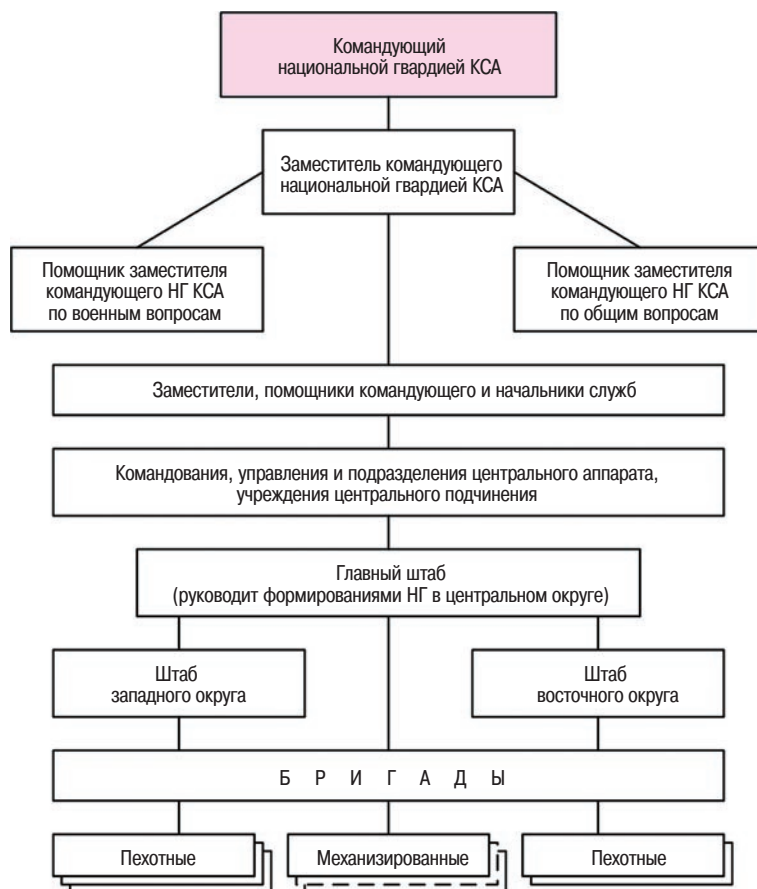 Командующий
национальной гвардией КСА
Заместитель командующего
национальной гвардией КСА
Помощник заместителя
командующего НГ КСА
по военным вопросам
Помощник заместителя
командующего НГ КСА
по общим вопросам
Заместители, помощники командующего и начальники служб
Командования, управления и подразделения центрального аппарата,
учреждения центрального подчинения
Главный штаб
(руководит формированиями НГ в центральном округе)
Штаб
западного округа
Штаб
восточного округа
Б Р И Г А Д Ы
Пехотные
Механизированные
Пехотные